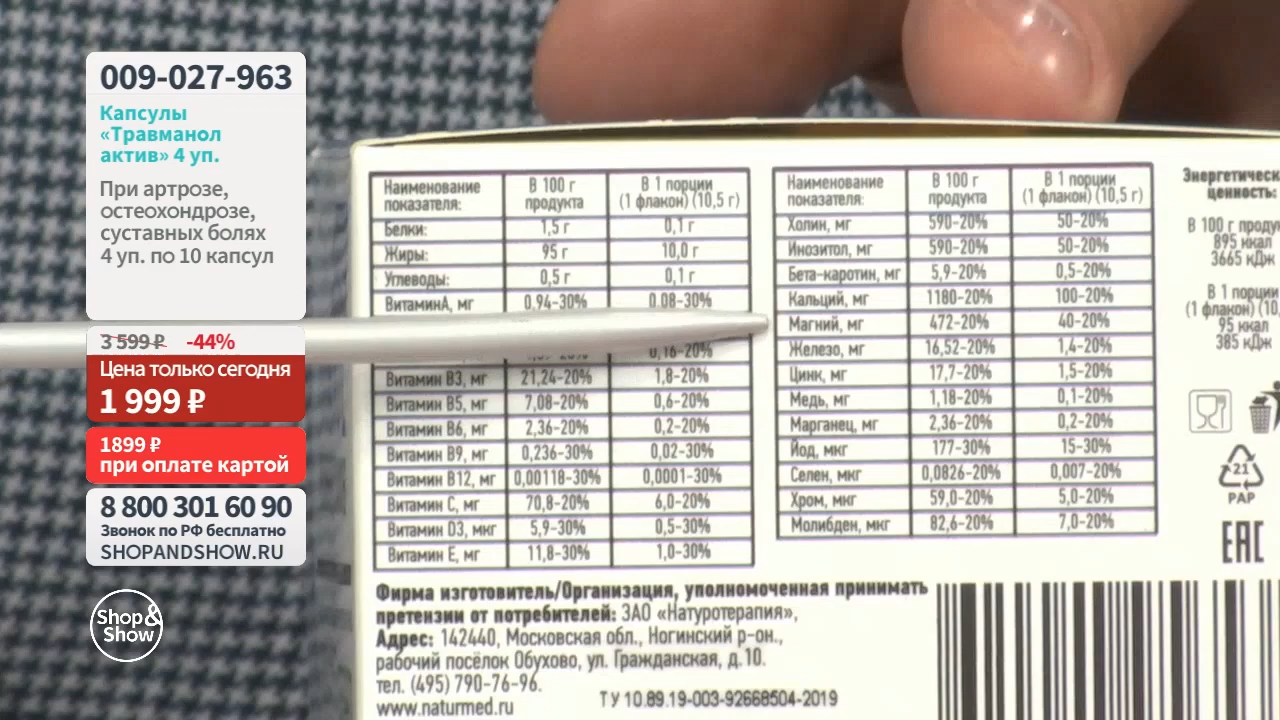 009-027-963
Капсулы
«Травманол
актив» 4 уп.
При артрозе,
остеохондрозе,
суставных болях
4 уп. по 10 капсул
3 599 ₽ -44%
Цена только сегодня
1 999 ₽
1899 ₽
при оплате картой
8 800 301 60 90
Звонок по РФ бесплатно
SHOPANDSHOW.RU
Shop&
Show
Наименование показателя: В 100 г продукта В 1 порции (1 флакон) (10,5 г)
Белки: 1,5 г 0,1 г
Жиры: 95 г 10,0 г
Углеводы: 0,5 г 0,1 г
ВитаминА, мг 0,94-30% 0,08-30%
0,16-20%
Витамин В3, мг 21,24-20% 1,8-20%
Витамин В5, мг 7,08-20% 0,6-20%
Витамин В6, мг 2,36-20% 0,2-20%
Витамин В9, мг 0,236-30% 0,02-30%
Витамин В12, мг 0,00118-30% 0,0001-30%
Витамин С, мг 70,8-20% 6,0-20%
Витамин D3, мкг 5,9-30% 0,5-30%
Витамин Е, мг 11,8-30% 1,0-30%
Наименование показателя: В 100 г продукта В 1 порции (1 флакон) (10,5 г)
Холин, мг 590-20% 50-20%
Инозитол, мг 590-20% 50-20%
Бета-каротин, мг 5,9-20% 0,5-20%
Кальций, мг 1180-20% 100-20%
Магний, мг 472-20% 40-20%
Железо, мг 16,52-20% 1,4-20%
Цинк, мг 17,7-20% 1,5-20%
Медь, мг 1,18-20% 0,1-20%
Марганец, мг 2,36-20% 0,2-20%
Йод, мкг 177-30% 15-30%
Селен, мкг 0,0826-20% 0,007-20%
Хром, мкг 59,0-20% 5,0-20%
Молибден, мкг 82,6-20% 7,0-20%
Энергетическ
ценность:
В 100 г проду
895 ккал
3665 кДж
В 1 порции
(1 флакон) (10,
95 ккал
385 кДж
21
PAP
EAC
Фирма изготовитель/Организация, уполномоченная принимать
претензии от потребителей: ЗАО «Натуротерапия»,
Адрес: 142440, Московская обл., Ногинский р-он.,
рабочий посёлок Обухово, ул. Гражданская, д.10.
тел. (495) 790-76-96.
www.naturmed.ru
ТУ 10.89.19-003-92668504-2019